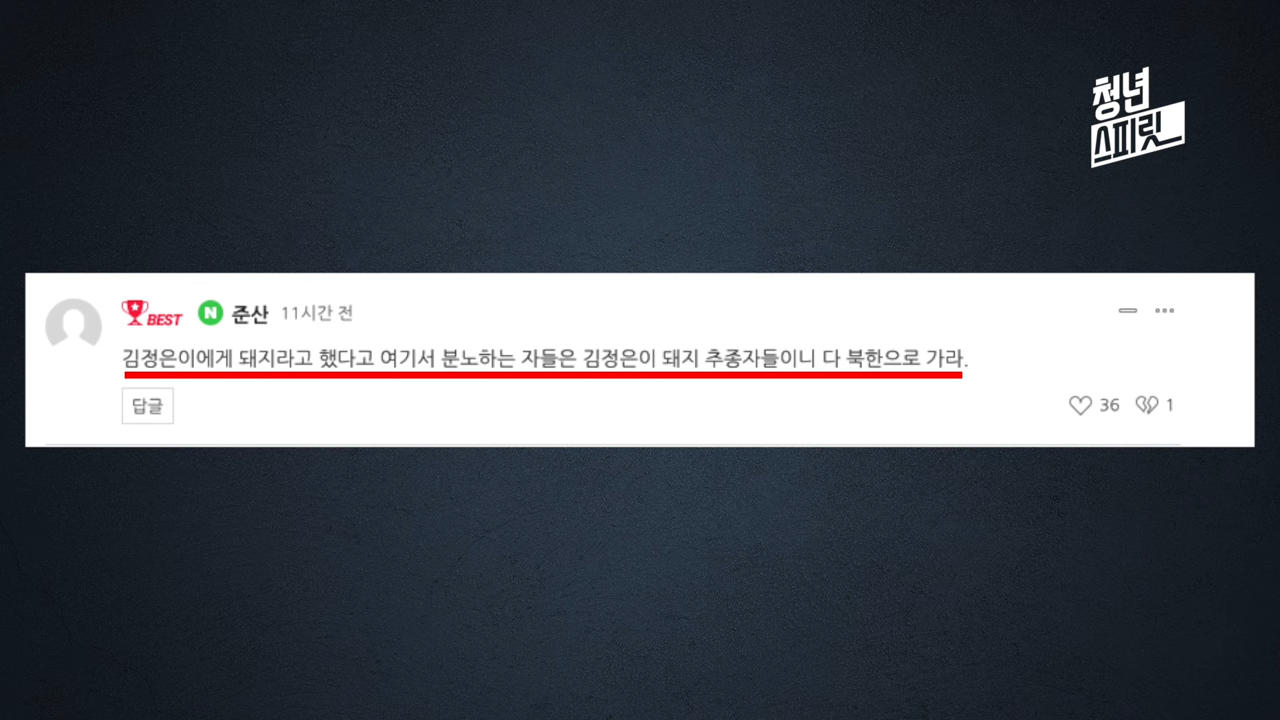 청년
스피릿
BEST N 준산 11시간 전
김정은이에게 돼지라고 했다고 여기서 분노하는 자들은 김정은이 돼지 추종자들이니 다 북한으로 가라.
답글 36 1